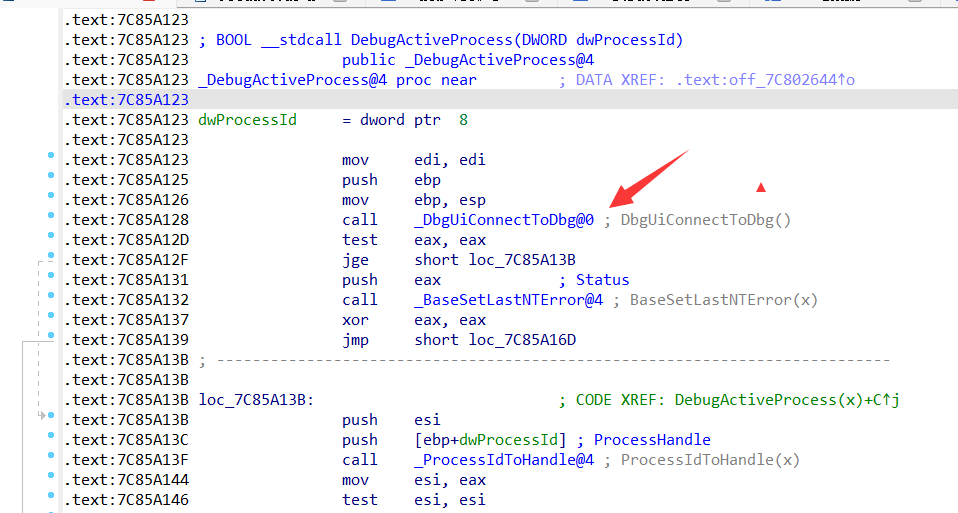 .text:7C85A123
.text:7C85A123 ; BOOL __stdcall DebugActiveProcess(DWORD dwProcessId)
.text:7C85A123                 public _DebugActiveProcess@4
.text:7C85A123 _DebugActiveProcess@4 proc near         ; DATA XREF: .text:off_7C802644↑o
.text:7C85A123
.text:7C85A123 dwProcessId     = dword ptr  8
.text:7C85A123
.text:7C85A123                 mov     edi, edi
.text:7C85A125                 push    ebp
.text:7C85A126                 mov     ebp, esp
.text:7C85A128                 call    _DbgUiConnectToDbg@0 ; DbgUiConnectToDbg()
.text:7C85A12D                 test    eax, eax
.text:7C85A12F                 jge     short loc_7C85A13B
.text:7C85A131                 push    eax             ; Status
.text:7C85A132                 call    _BaseSetLastNTError@4 ; BaseSetLastNTError(x)
.text:7C85A137                 xor     eax, eax
.text:7C85A139                 jmp     short loc_7C85A16D
.text:7C85A13B ; ---------------------------------------------------------------------------
.text:7C85A13B
.text:7C85A13B loc_7C85A13B:                           ; CODE XREF: DebugActiveProcess(x)+C↑j
.text:7C85A13B                 push    esi
.text:7C85A13C                 push    [ebp+dwProcessId] ; ProcessHandle
.text:7C85A13F                 call    _ProcessIdToHandle@4 ; ProcessIdToHandle(x)
.text:7C85A144                 mov     esi, eax
.text:7C85A146                 test    esi, esi